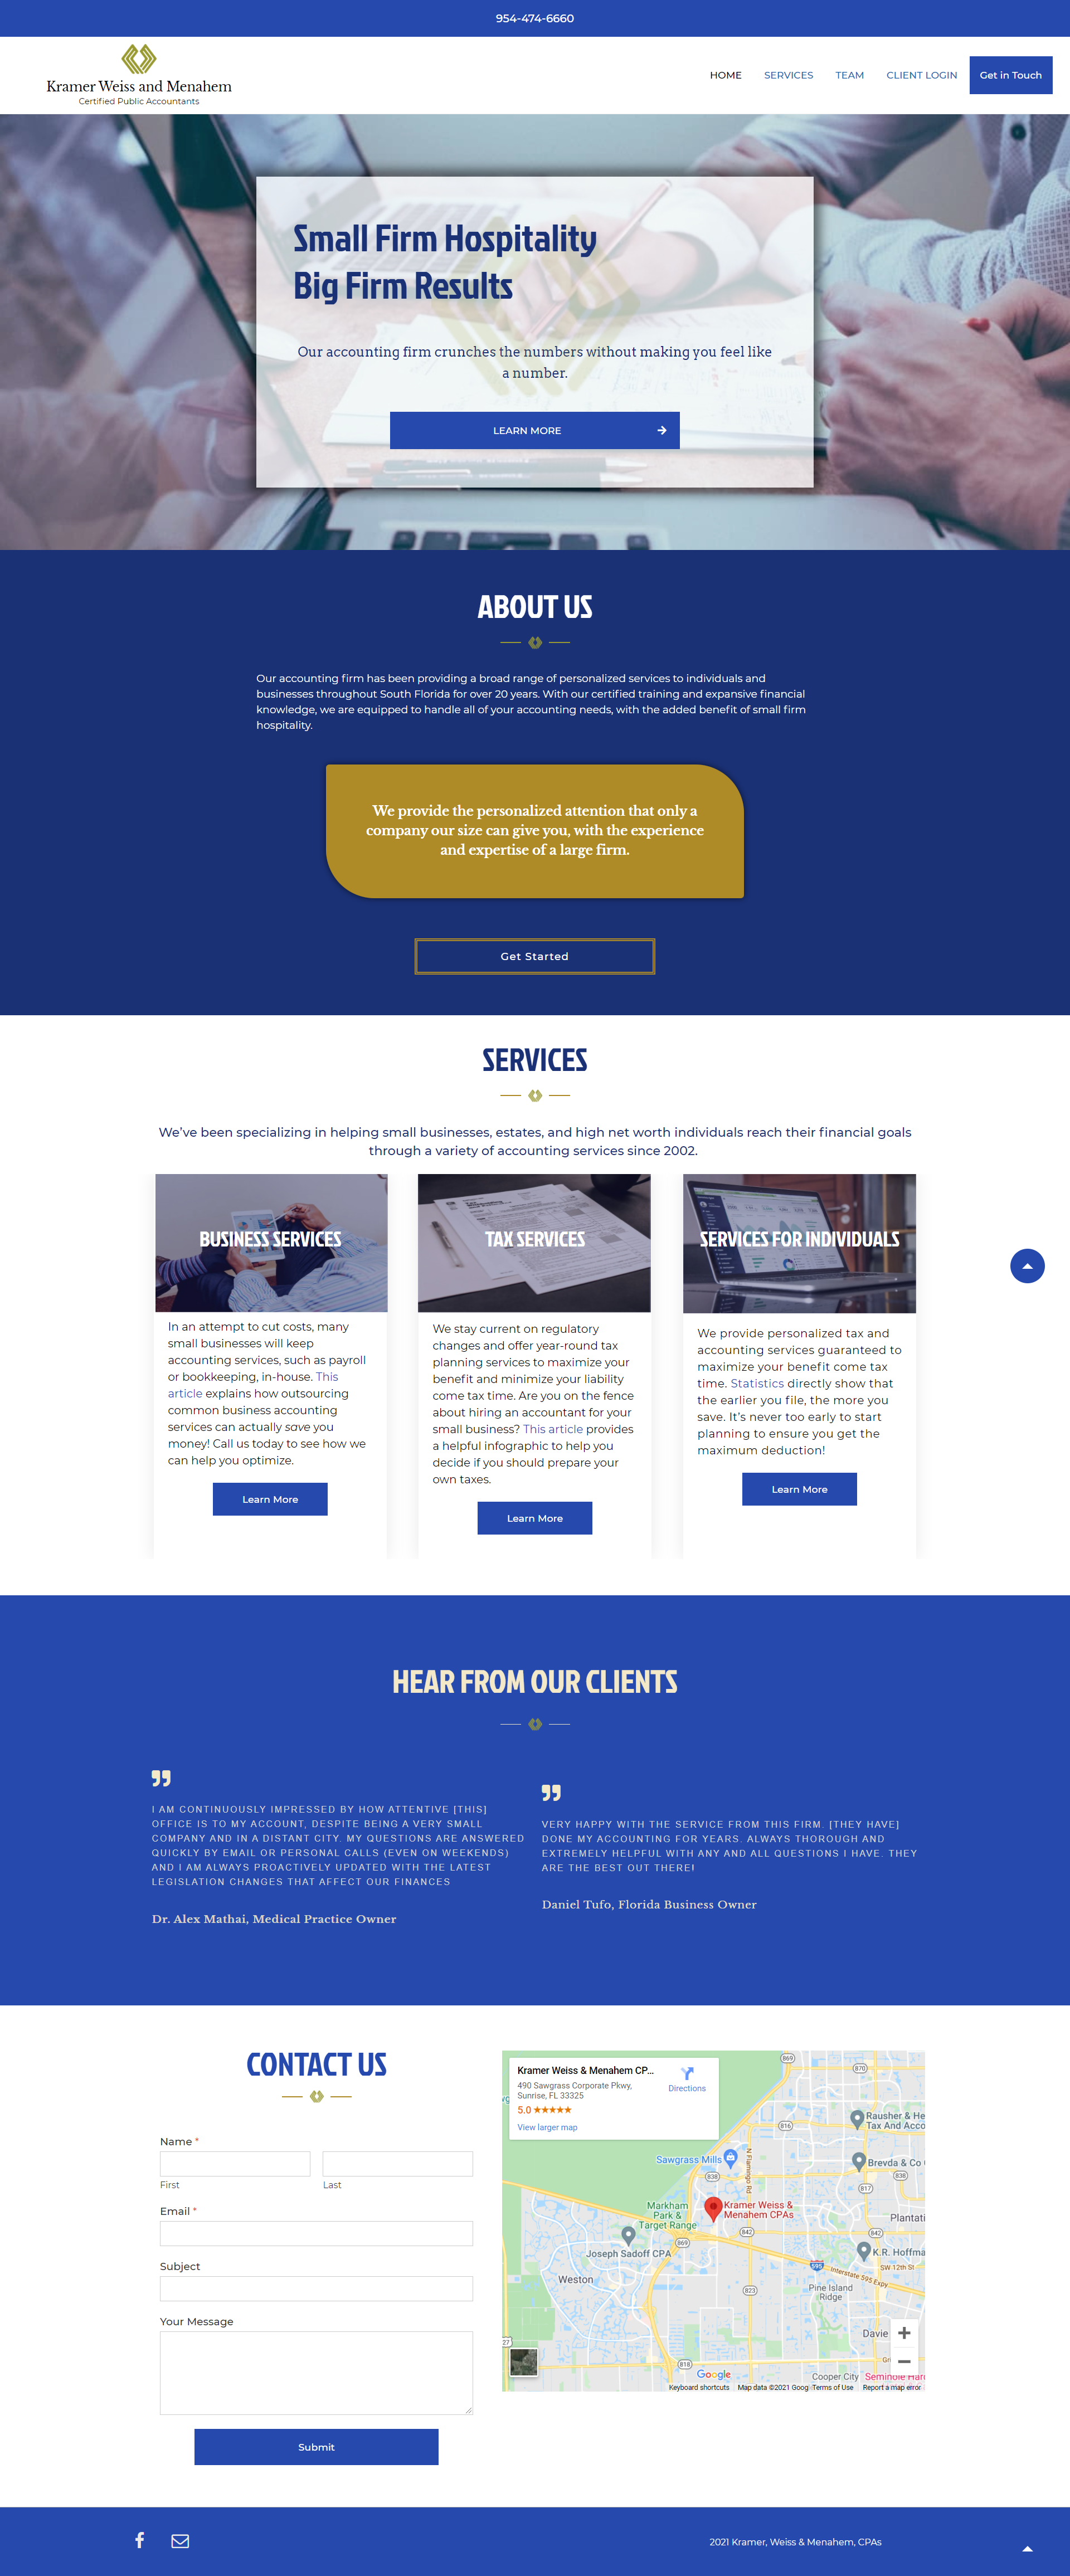 954-474-6660
Kramer Weiss and Menahem
Certified Public Accountants
HOME
SERVICES
TEAM
CLIENT LOGIN
Get in Touch
Small Firm Hospitality
Big Firm Results
Our accounting firm crunches the numbers without making you feel like
a number.
LEARN MORE
ABOUT US
Our accounting firm has been providing a broad range of personalized services to individuals and
businesses throughout South Florida for over 20 years. With our certified training and expansive financial
knowledge, we are equipped to handle all of your accounting needs, with the added benefit of small firm
hospitality.
We provide the personalized attention that only a
company our size can give you, with the experience
and expertise of a large firm.
Get Started
SERVICES
We've been specializing in helping small businesses, estates, and high net worth individuals reach their financial goals
through a variety of accounting services since 2002.
BUSINESS SERVICES
In an attempt to cut costs, many
small businesses will keep
accounting services, such as payroll
or bookkeeping, in-house. This
article explains how outsourcing
common business accounting
services can actually save you
money! Call us today to see how we
can help you optimize.
Learn More
TAX SERVICES
We stay current on regulatory
changes and offer year-round tax
planning services to maximize your
benefit and minimize your liability
come tax time. Are you on the fence
about hiring an accountant for your
small business? This article provides
a helpful infographic to help you
decide if you should prepare your
own taxes.
Learn More
SERVICES FOR INDIVIDUALS
We provide personalized tax and
accounting services guaranteed to
maximize your benefit come tax
time. Statistics directly show that
the earlier you file, the more you
save. It's never too early to start
planning to ensure you get the
maximum deduction!
Learn More
HEAR FROM OUR CLIENTS
I AM CONTINUOUSLY IMPRESSED BY HOW ATTENTIVE [THIS]
OFFICE IS TO MY ACCOUNT, DESPITE BEING A VERY SMALL
COMPANY AND IN A DISTANT CITY. MY QUESTIONS ARE ANSWERED
QUICKLY BY EMAIL OR PERSONAL CALLS (EVEN ON WEEKENDS)
AND I AM ALWAYS PROACTIVELY UPDATED WITH THE LATEST
LEGISLATION CHANGES THAT AFFECT OUR FINANCES
Dr. Alex Mathai, Medical Practice Owner
VERY HAPPY WITH THE SERVICE FROM THIS FIRM. [THEY HAVE]
DONE MY ACCOUNTING FOR YEARS. ALWAYS THOROUGH AND
EXTREMELY HELPFUL WITH ANY AND ALL QUESTIONS I HAVE. THEY
ARE THE BEST OUT THERE!
Daniel Tufo, Florida Business Owner
CONTACT US
Name *
First
Last
Email *
Subject
Your Message
Submit
Kramer Weiss & Menahem CP...
490 Sawgrass Corporate Pkwy,
Sunrise, FL 33325
5.0 ★★★★★
View larger map
Directions
869
870
Rausher & He
Tax And Acco
816
Sawgrass Mills
N Flamingo Rd
Brevda & Co
838
838
817
Markham
Park &
Target Range
Kramer Weiss &
Menahem CPAs
Plantati
842
842
869
Joseph Sadoff CPA
K.R. Hoffma
595
SW 12th St
Interstate 595 Expy
Weston
823
Pine Island
Ridge
Davie
27
818
Google
Cooper City
Seminole Har
Keyboard shortcuts
Map data ©2021 Goog
Terms of Use
Report a map error
2021 Kramer, Weiss & Menahem, CPAs